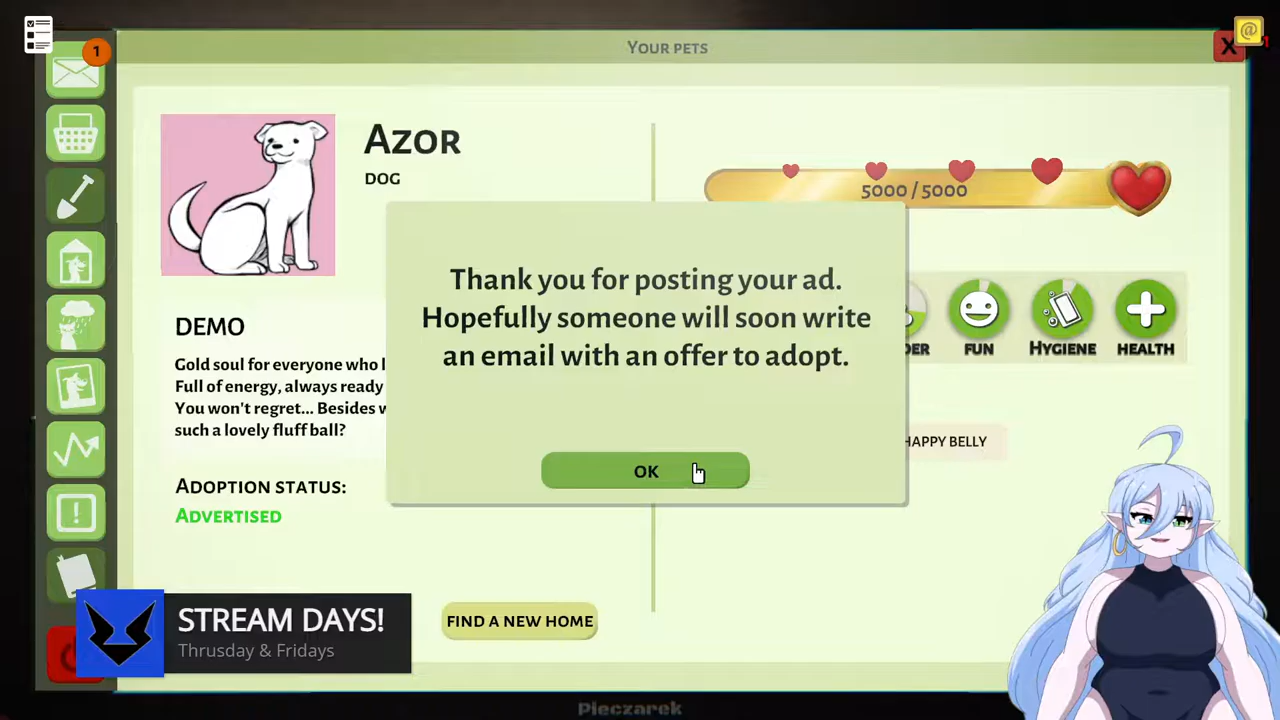 1
YOUR PETS
X
@
1
AZOR
DOG
5000 / 5000
Thank you for posting your ad.
Hopefully someone will soon write
an email with an offer to adopt.
OK
DER
FUN
HYGIENE
HEALTH
DEMO
Gold soul for everyone who l
Full of energy, always ready
You won't regret... Besides w
such a lovely fluff ball?
HAPPY BELLY
ADOPTION STATUS:
ADVERTISED
FIND A NEW HOME
STREAM DAYS!
Thrusday & Fridays
Pieczarek